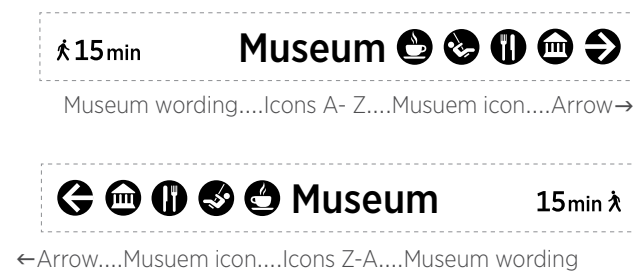 15min Museum
Museum wording....Icons A- Z....Musuem icon....Arrow→
Museum 15min
←Arrow....Musuem icon....Icons Z-A....Museum wording